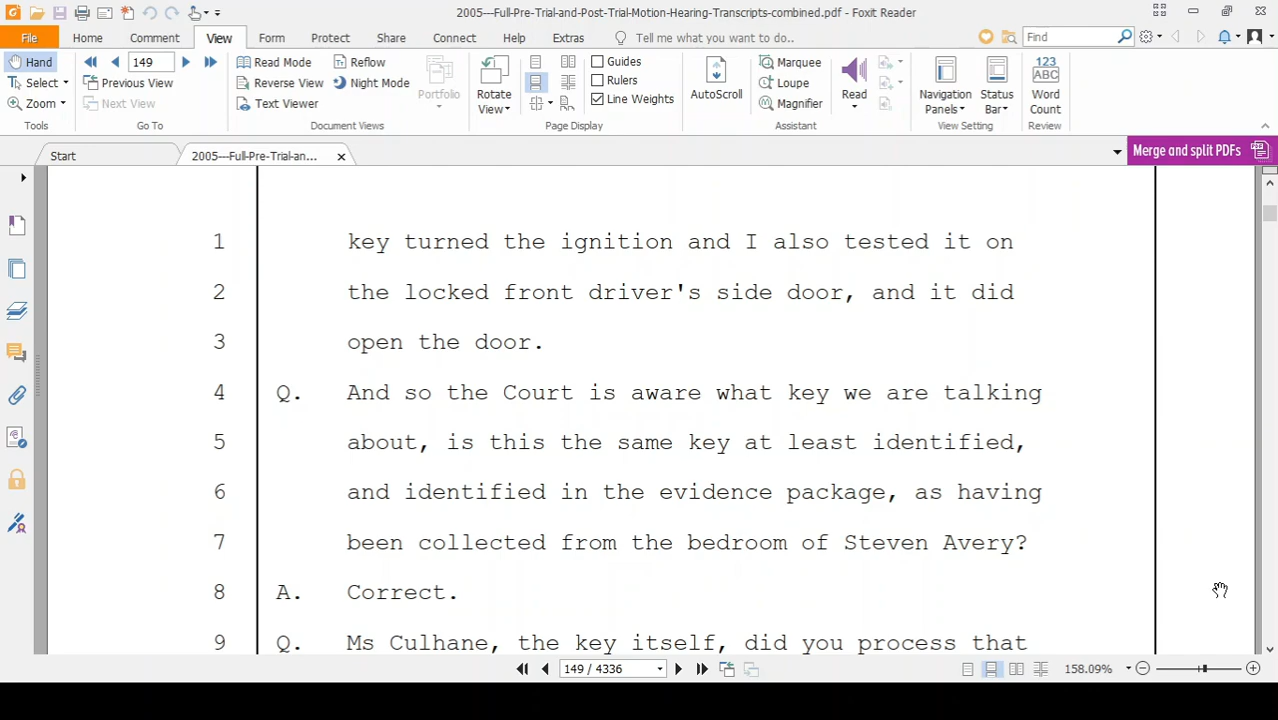 2005---Full-Pre-Trial-and-Post-Trial-Motion-Hearing-Transcripts-combined.pdf - Foxit Reader
File Home Comment View Form Protect Share Connect Help Extras Tell me what you want to do.. Find
Hand 149 Read Mode Reflow Guides Marquee
Select Previous View Reverse View Night Mode Rulers Loupe
Zoom Next View Text Viewer Portfolio Rotate View Line Weights AutoScroll Magnifier Read Navigation Panels Status Bar 123 ABC Word Count
Tools Go To Document Views Page Display Assistant View Setting Review
Start 2005---Full-Pre-Trial-an... Merge and split PDFs
1 key turned the ignition and I also tested it on
2 the locked front driver's side door, and it did
3 open the door.
4 Q. And so the Court is aware what key we are talking
5 about, is this the same key at least identified,
6 and identified in the evidence package, as having
7 been collected from the bedroom of Steven Avery?
8 A. Correct.
9 Q. Ms Culhane, the key itself, did you process that
149 / 4336 158.09%